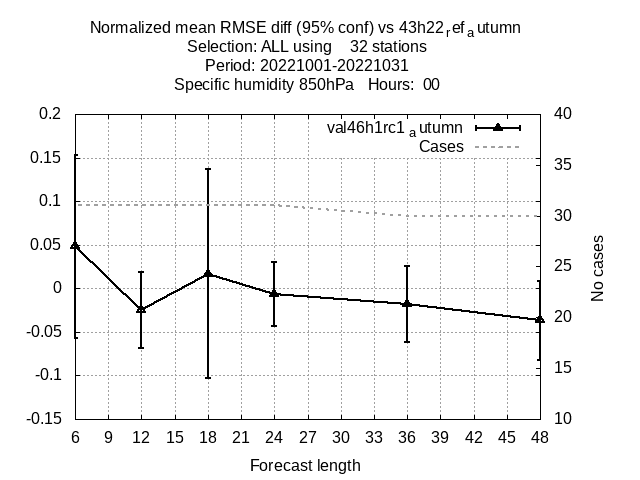 Normalized mean RMSE diff (95% conf) vs 43h22refautumn
Selection: ALL using    32 stations
Period: 20221001-20221031
Specific humidity 850hPa   Hours:  00
0.2 40
val46h1rc1autumn
Cases
0.15 35
0.1 30
0.05 25
0 20
-0.05 15
-0.1 10
-0.15
No cases
6 9 12 15 18 21 24 27 30 33 36 39 42 45 48
Forecast length